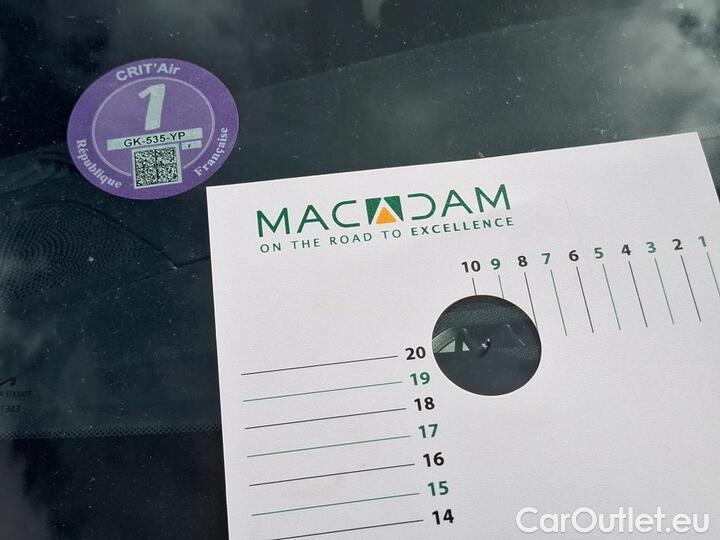 CRIT'Air
1
GK-535-YP
F
République Française
MACADAM
ON THE ROAD TO EXCELLENCE
10 9 8 7 6 5 4 3 2 1
20
19
18
17
16
15
14
CarOutlet.eu